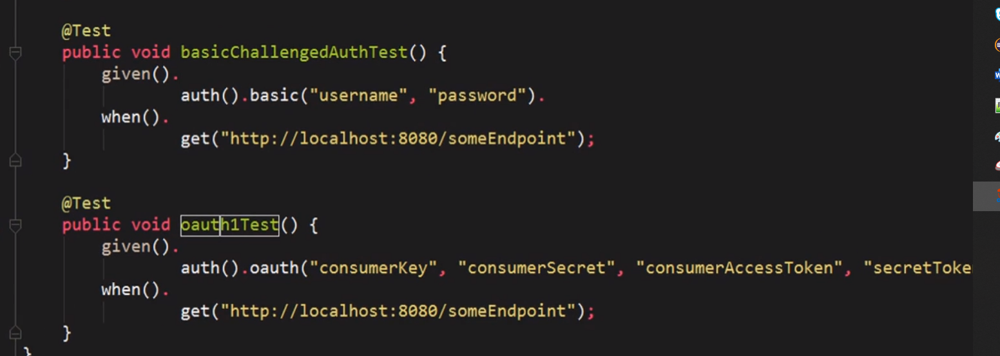 @Test
public void basicChallengedAuthTest() {
given().
auth().basic("username", "password").
when().
get("http://localhost:8080/someEndpoint");
}
@Test
public void oauth1Test() {
given().
auth().oauth("consumerKey", "consumerSecret", "consumerAccessToken", "secretToke
when().
get("http://localhost:8080/someEndpoint");
}
}